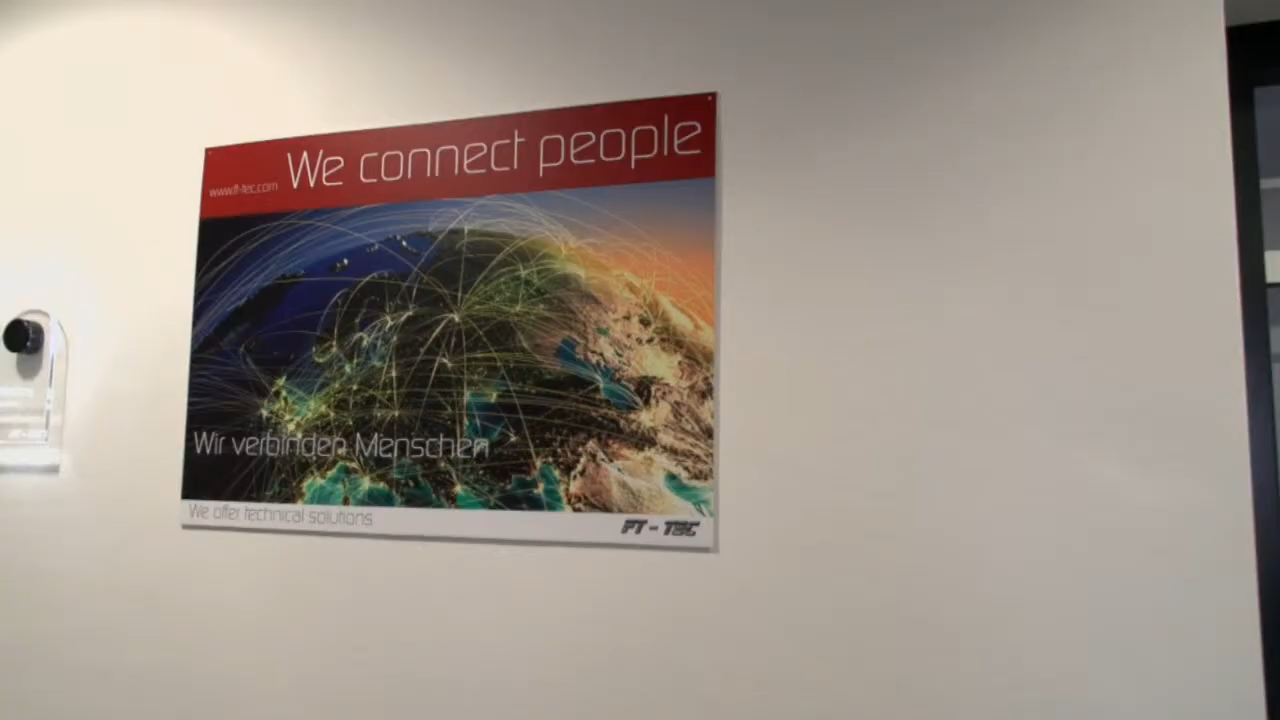 We connect people
www.ft-tec.com
Wir verbinden Menschen
We offer technical solutions
FT - TEC